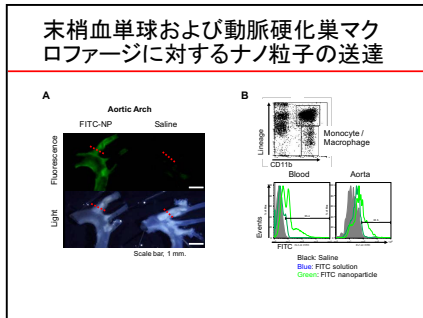 末梢血単球および動脈硬化巣マク
ロファージに対するナノ粒子の送達
A
Aortic Arch
FITC-NP Saline
Fluorescence
Light
Scale bar, 1 mm.
B
Lineage
CD11b
Monocyte /
Macrophage
Blood Aorta
Events
FITC
Black: Saline
Blue: FITC solution
Green: FITC nanoparticle